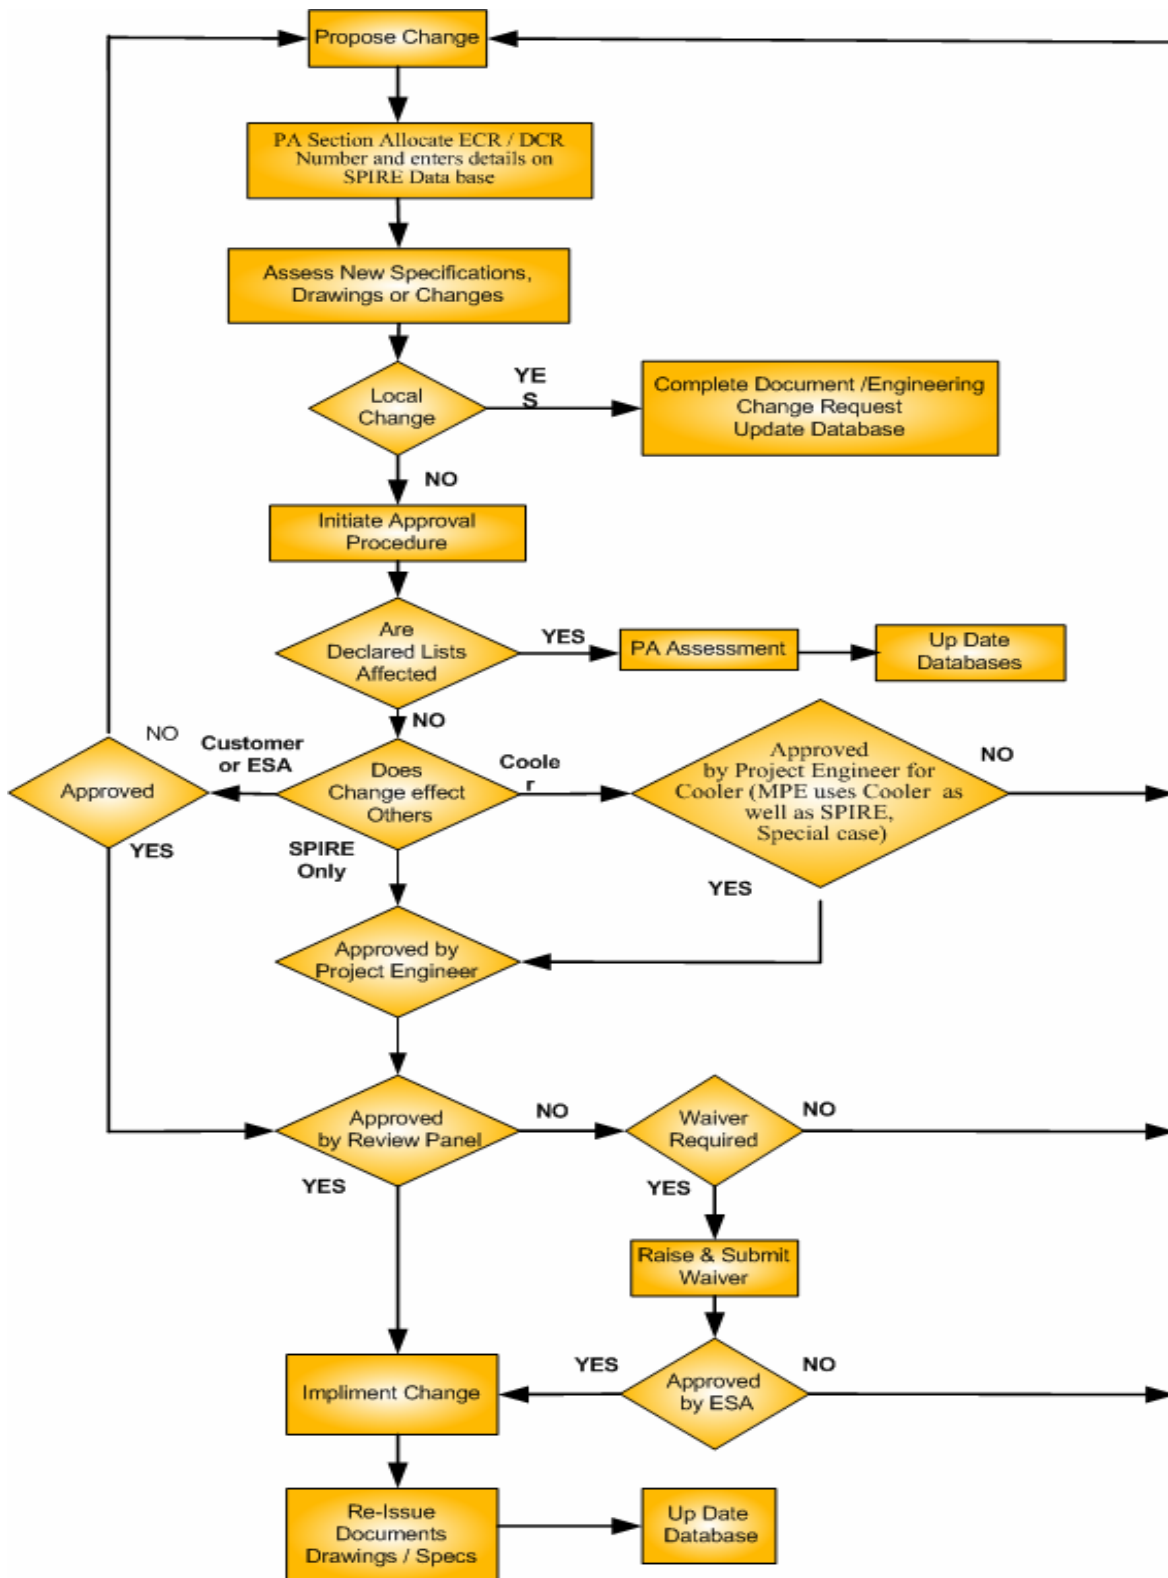 Propose Change
PA Section Allocate ECR / DCR
Number and enters details on
SPIRE Data base
Assess New Specifications,
Drawings or Changes
Local
Change
YE
S
Complete Document /Engineering
Change Request
Update Database
NO
Initiate Approval
Procedure
Are
Declared Lists
Affected
YES
PA Assessment
Up Date
Databases
NO
NO
Approved
YES
Customer
or ESA
Does
Change effect
Others
Coole
r
Approved
by Project Engineer for
Cooler (MPE uses Cooler as
well as SPIRE,
Special case)
NO
YES
SPIRE
Only
Approved by
Project Engineer
Approved
by Review Panel
NO
Waiver
Required
NO
YES
YES
Raise & Submit
Waiver
Approved
by ESA
YES
NO
Impliment Change
Re-Issue
Documents
Drawings / Specs
Up Date
Database